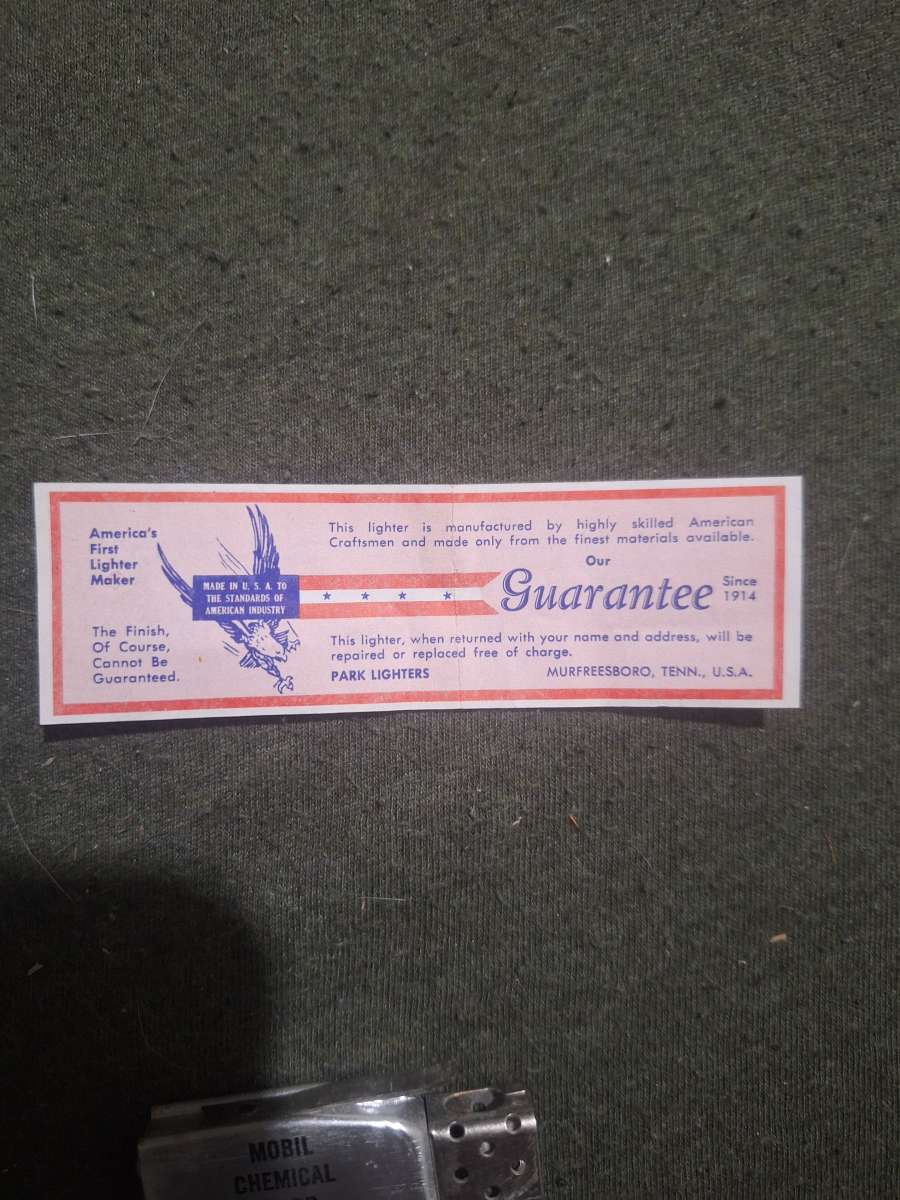 America's
First
Lighter
Maker
The Finish,
Of Course,
Cannot Be
Guaranteed.
MADE IN U. S. A. TO
THE STANDARDS OF
AMERICAN INDUSTRY
This lighter is manufactured by highly skilled American
Craftsmen and made only from the finest materials available.
Our
Guarantee
Since
1914
This lighter, when returned with your name and address, will be
repaired or replaced free of charge.
PARK LIGHTERS MURFREESBORO, TENN., U.S.A.
MOBIL
CHEMICAL